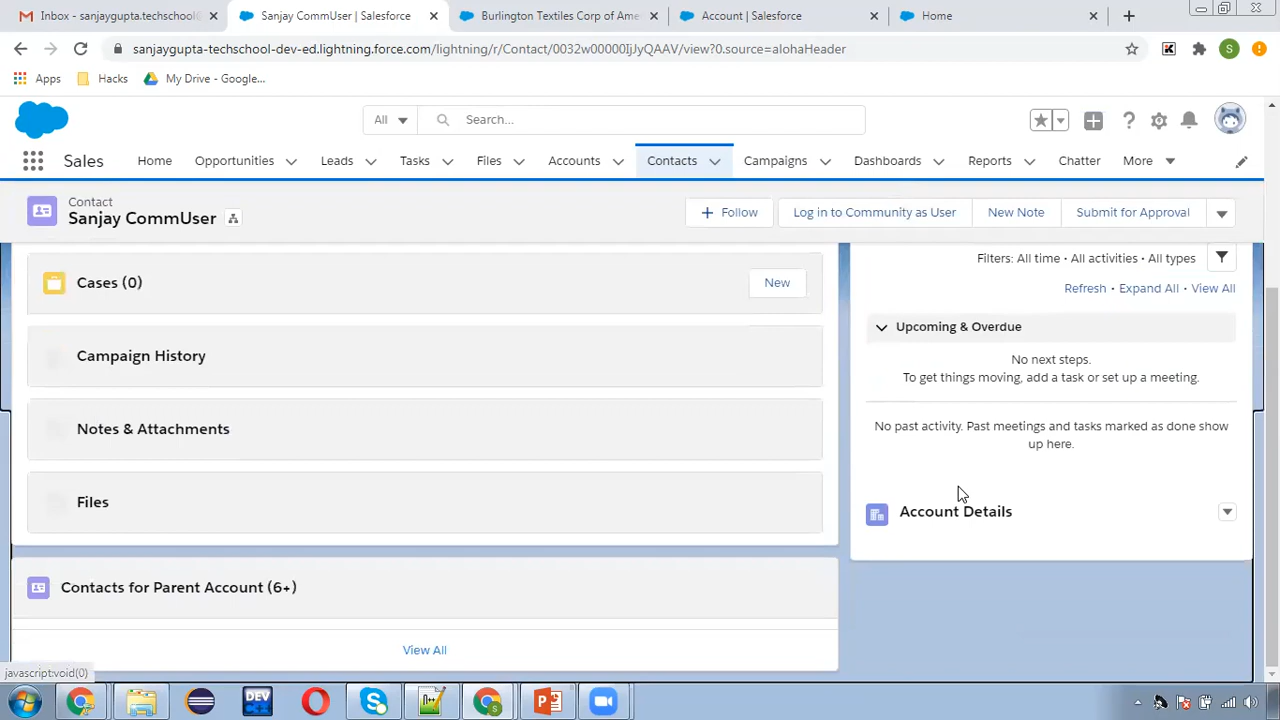 Inbox - sanjaygupta.techschool
Sanjay CommUser | Salesforce
Burlington Textiles Corp of Ame
Account | Salesforce
Home
sanjaygupta-techschool-dev-ed.lightning.force.com/lightning/r/Contact/0032w00000IjJyQAAV/view?0.source=alohaHeader
S
Apps
Hacks
My Drive - Google...
All
Search...
Sales
Home
Opportunities
Leads
Tasks
Files
Accounts
Contacts
Campaigns
Dashboards
Reports
Chatter
More
Contact
Sanjay CommUser
Follow
Log in to Community as User
New Note
Submit for Approval
Cases (0)
New
Campaign History
Notes & Attachments
Files
Contacts for Parent Account (6+)
View All
Filters: All time • All activities • All types
Refresh • Expand All • View All
Upcoming & Overdue
No next steps.
To get things moving, add a task or set up a meeting.
No past activity. Past meetings and tasks marked as done show
up here.
Account Details
javascript:void(0)
DEV